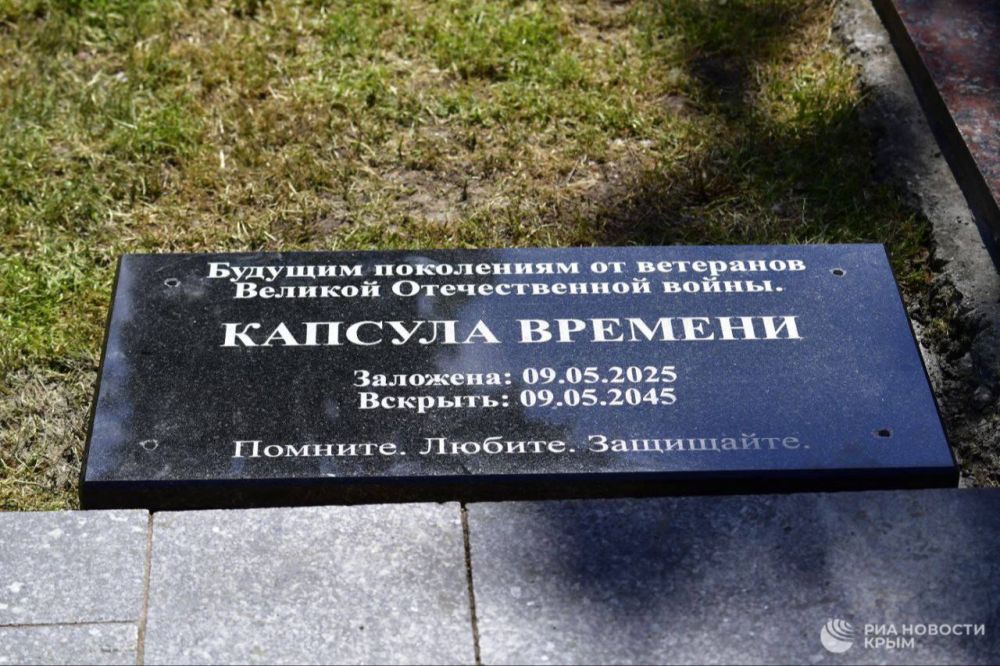 Будущим поколениям от ветеранов
Великой Отечественной войны.
КАПСУЛА ВРЕМЕНИ
Заложена: 09.05.2025
Вскрыть: 09.05.2045
Помните. Любите. Защищайте.
РИА НОВОСТИ
КРЫМ